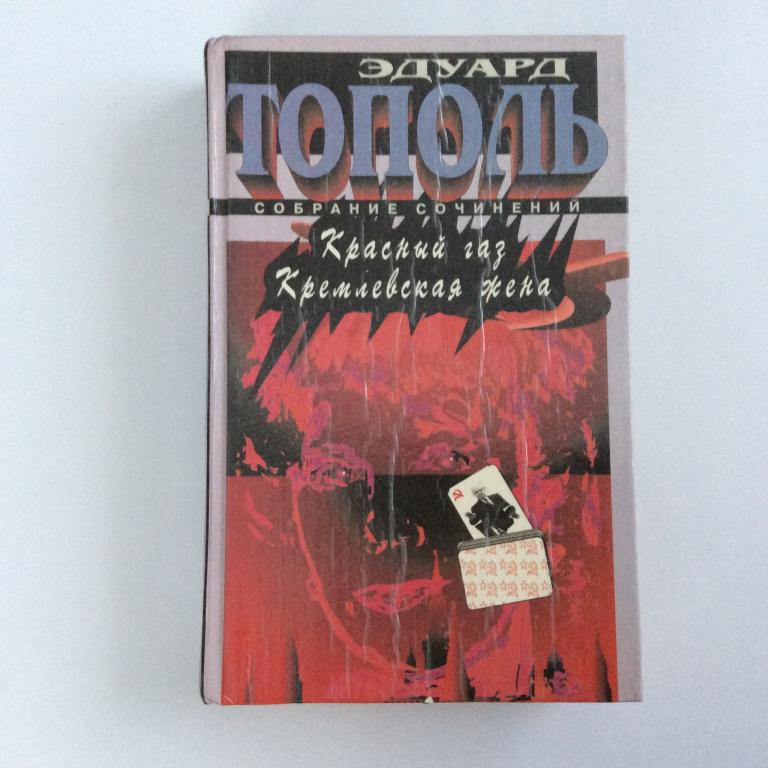 ЭДУАРД
ТОПОЛЬ
СОБРАНИЕ СОЧИНЕНИЙ
Красный газ
Кремлевская жена